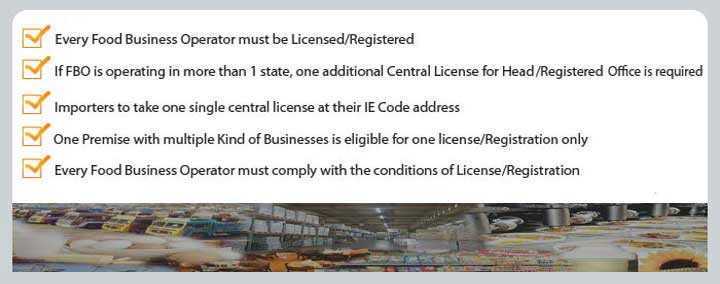 Every Food Business Operator must be Licensed/Registered
If FBO is operating in more than 1 state, one additional Central License for Head/Registered Office is required
Importers to take one single central license at their IE Code address
One Premise with multiple Kind of Businesses is eligible for one license/Registration only
Every Food Business Operator must comply with the conditions of License/Registration